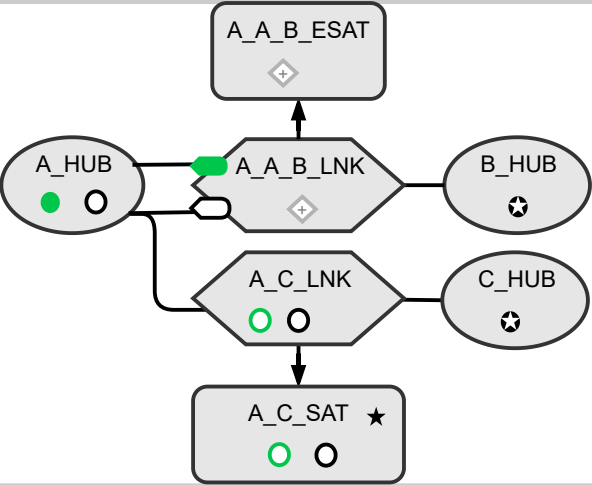 A_A_B_ESAT
A_HUB
A_A_B_LNK
B_HUB
A_C_LNK
C_HUB
A_C_SAT